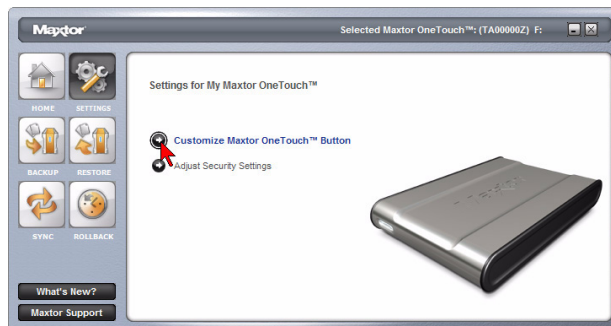 Maxtor
Selected Maxtor OneTouch™: (TA00000Z) F:
HOME SETTINGS
BACKUP RESTORE
SYNC ROLLBACK
What's New?
Maxtor Support
Settings for My Maxtor OneTouch™
Customize Maxtor OneTouch™ Button
Adjust Security Settings
Maxtor